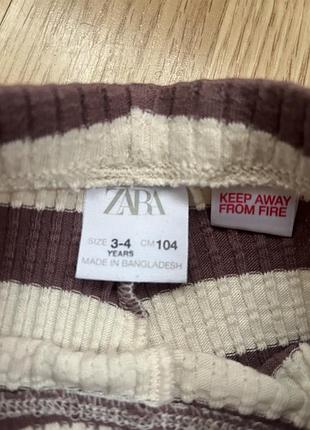 ZARA
SIZE 3-4 CM 104
YEARS
MADE IN BANGLADESH
KEEP AWAY
FROM FIRE